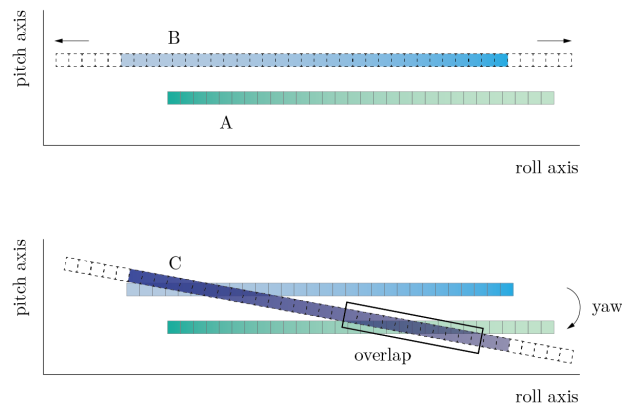 pitch axis
B
A
roll axis
pitch axis
C
yaw
overlap
roll axis